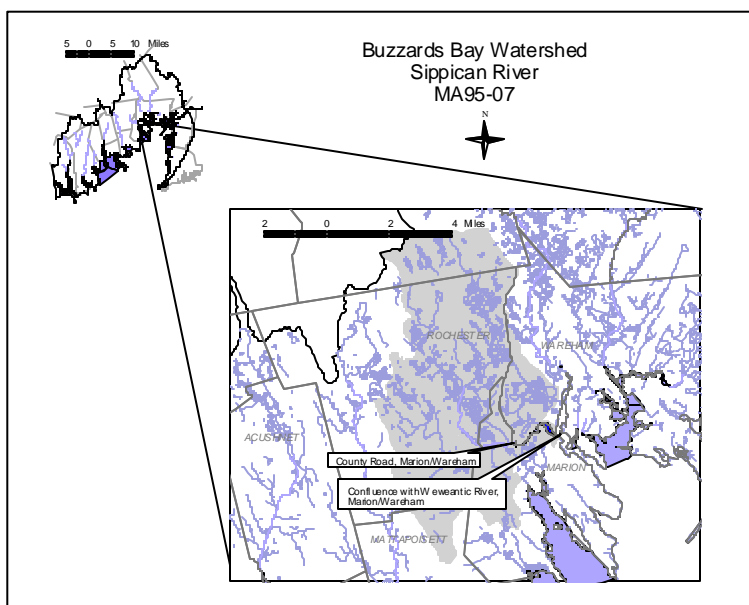 5 0 5 10 Miles
Buzzards Bay Watershed
Sippican River
MA95-07
N
2 0 2 4 Miles
ROCHESTER
WAREHAM
ACUSHNET
County Road, Marion/Wareham
MARION
Confluence with Weweantic River,
Marion/Wareham
MATTAPOISETT